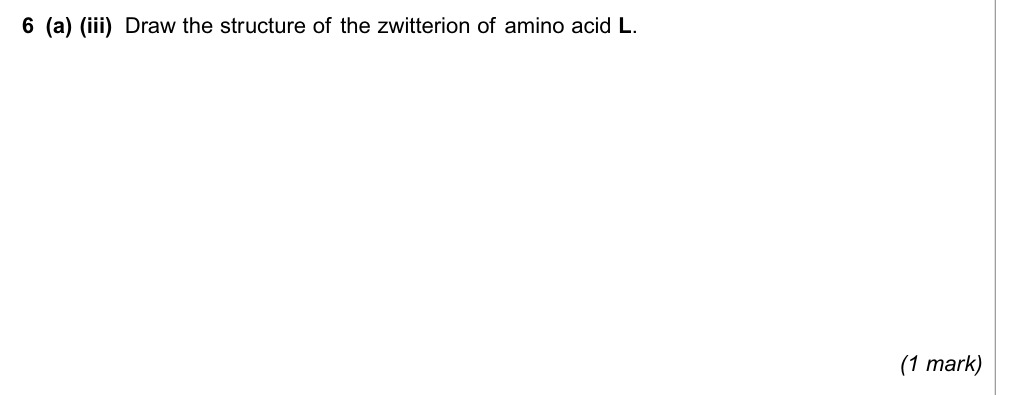 6 (a) (iii) Draw the structure of the zwitterion of amino acid L.
(1 mark)